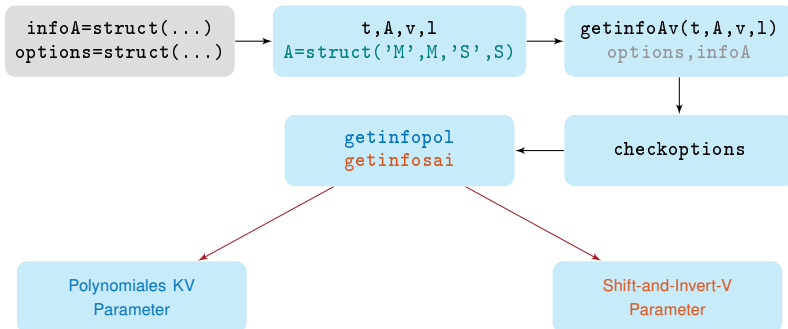 infoA=struct(...)
options=struct(...)
t,A,v,l
A=struct('M',M,'S',S)
getinfoAv(t,A,v,l)
options,infoA
getinfopol
getinfosai
checkoptions
Polynomiales KV
Parameter
Shift-and-Invert-V
Parameter